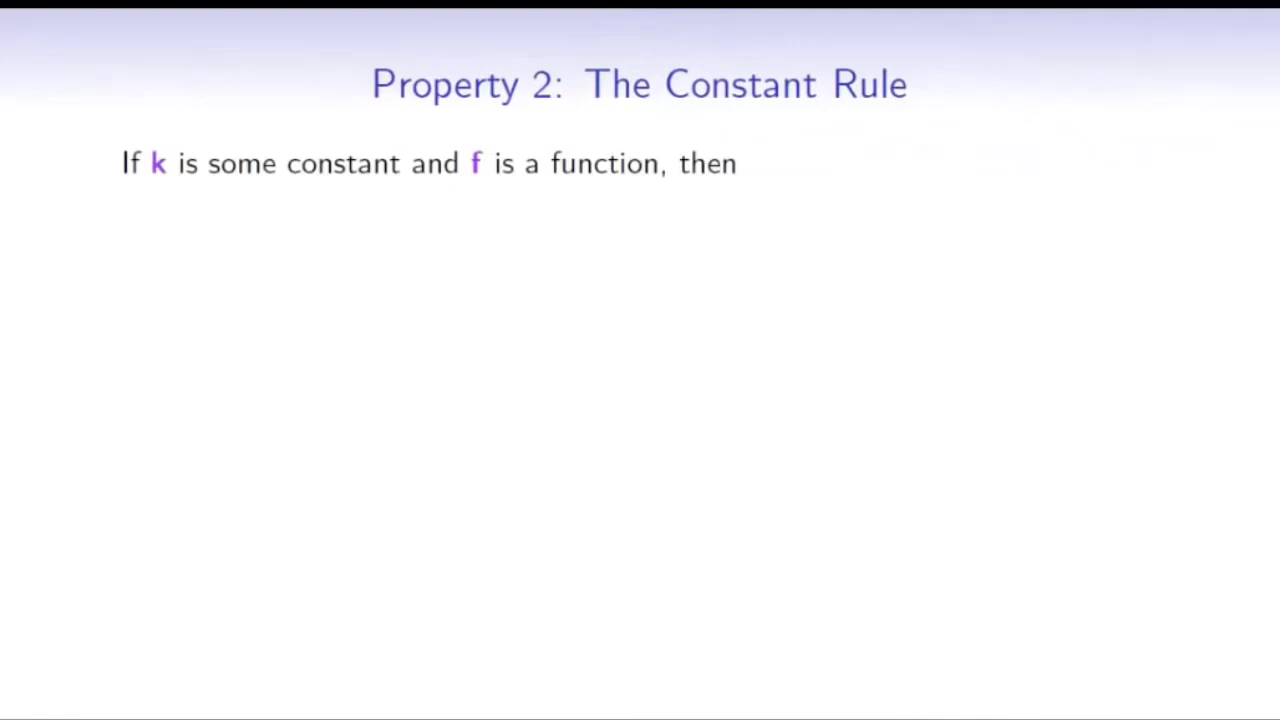 Property 2: The Constant Rule
If k is some constant and f is a function, then